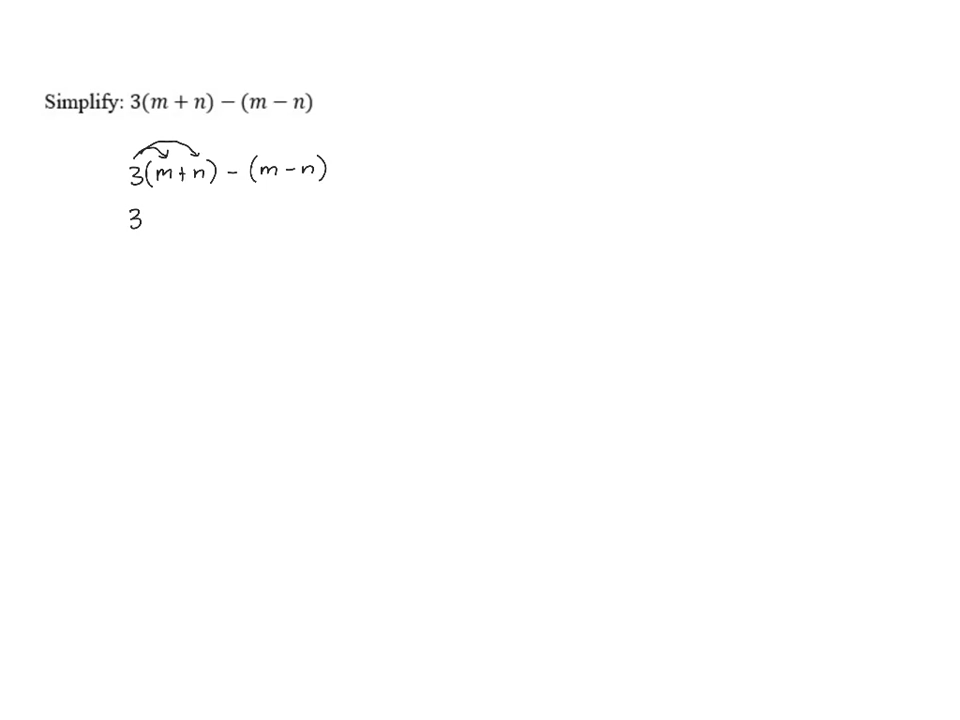 Simplify: 3(m + n) − (m − n)
3(m+n) - (m-n)
3